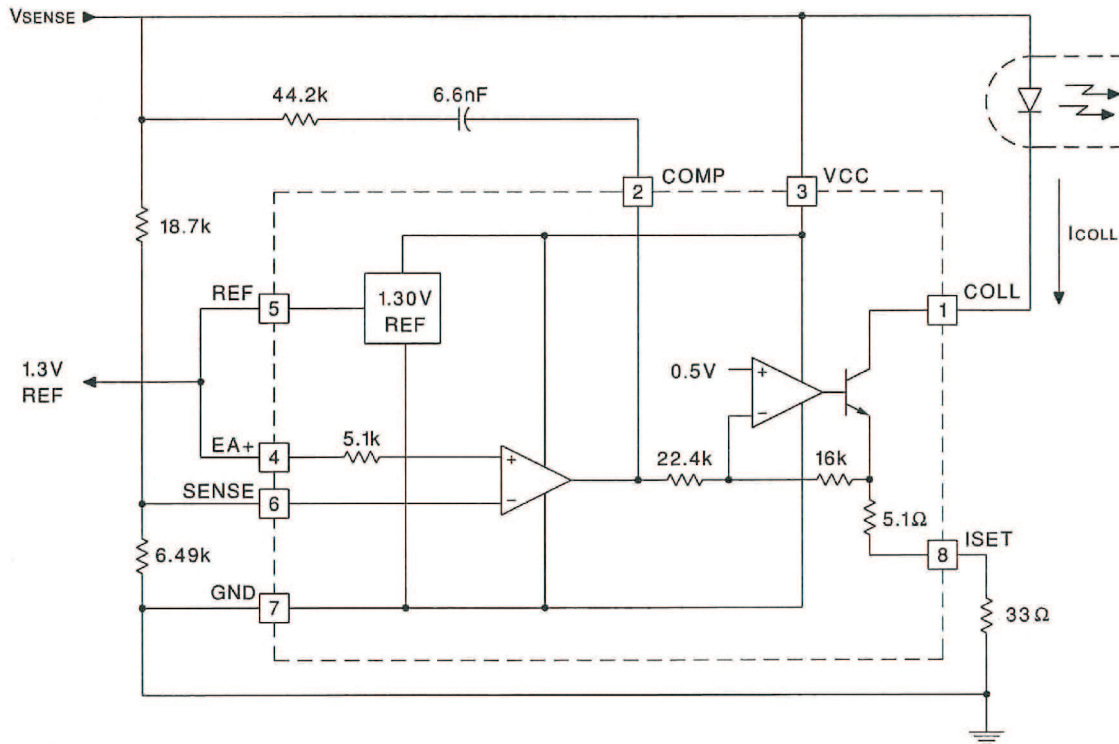 VSENSE
44.2k
6.6nF
COMP
VCC
2
3
18.7k
ICOLL
REF
COLL
5
1.30V
REF
1
1.3V
REF
0.5V
+
−
EA+
5.1k
4
+
22.4k
16k
SENSE
6
−
5.1Ω
ISET
8
6.49k
GND
7
33Ω